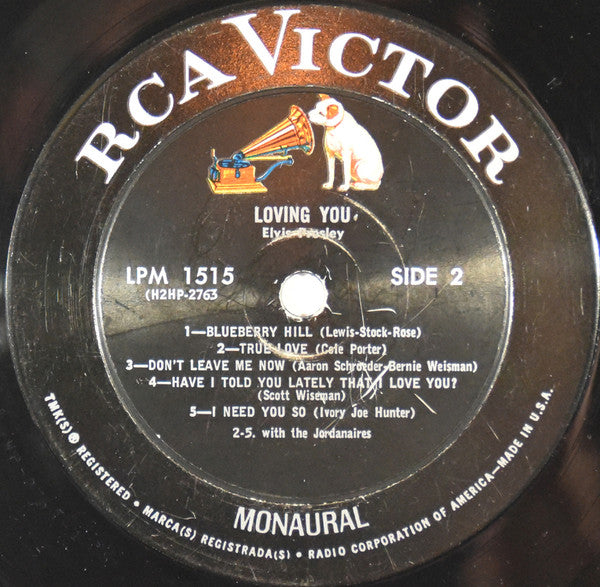 RCA VICTOR
LOVING YOU
Elvis Presley
LPM 1515
(H2HP-2763
SIDE 2
1—BLUEBERRY HILL (Lewis-Stock-Rose)
2—TRUE LOVE (Cole Porter)
3—DON'T LEAVE ME NOW (Aaron Schroeder-Bernie Weisman)
4—HAVE I TOLD YOU LATELY THAT I LOVE YOU?
(Scott Wiseman)
5—I NEED YOU SO (Ivory Joe Hunter)
2-5. with the Jordanaires
MONAURAL
TMK(S)® REGISTERED • MARCA(S) REGISTRADA(S) • RADIO CORPORATION OF AMERICA—MADE IN U.S.A.